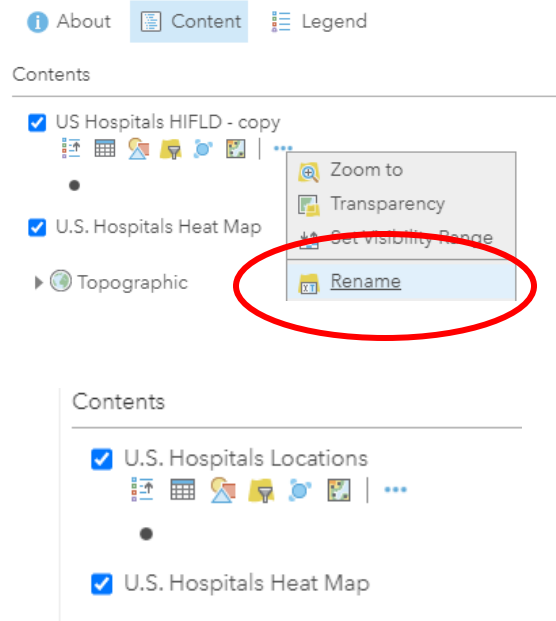 About Content Legend
Contents
US Hospitals HIFLD - copy
Zoom to
Transparency
U.S. Hospitals Heat Map
Set Visibility Range
Topographic
Rename
Contents
U.S. Hospitals Locations
U.S. Hospitals Heat Map